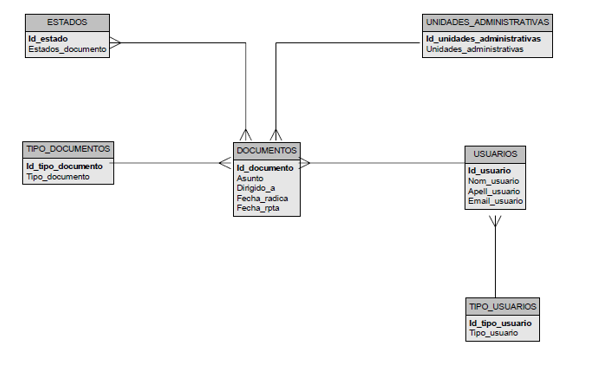 ESTADOS
Id_estado
Estados_documento
UNIDADES_ADMINISTRATIVAS
Id_unidades_administrativas
Unidades_administrativas
TIPO_DOCUMENTOS
Id_tipo_documento
Tipo_documento
DOCUMENTOS
Id_documento
Asunto
Dirigido_a
Fecha_radica
Fecha_rpta
USUARIOS
Id_usuario
Nom_usuario
Apell_usuario
Email_usuario
TIPO_USUARIOS
Id_tipo_usuario
Tipo_usuario